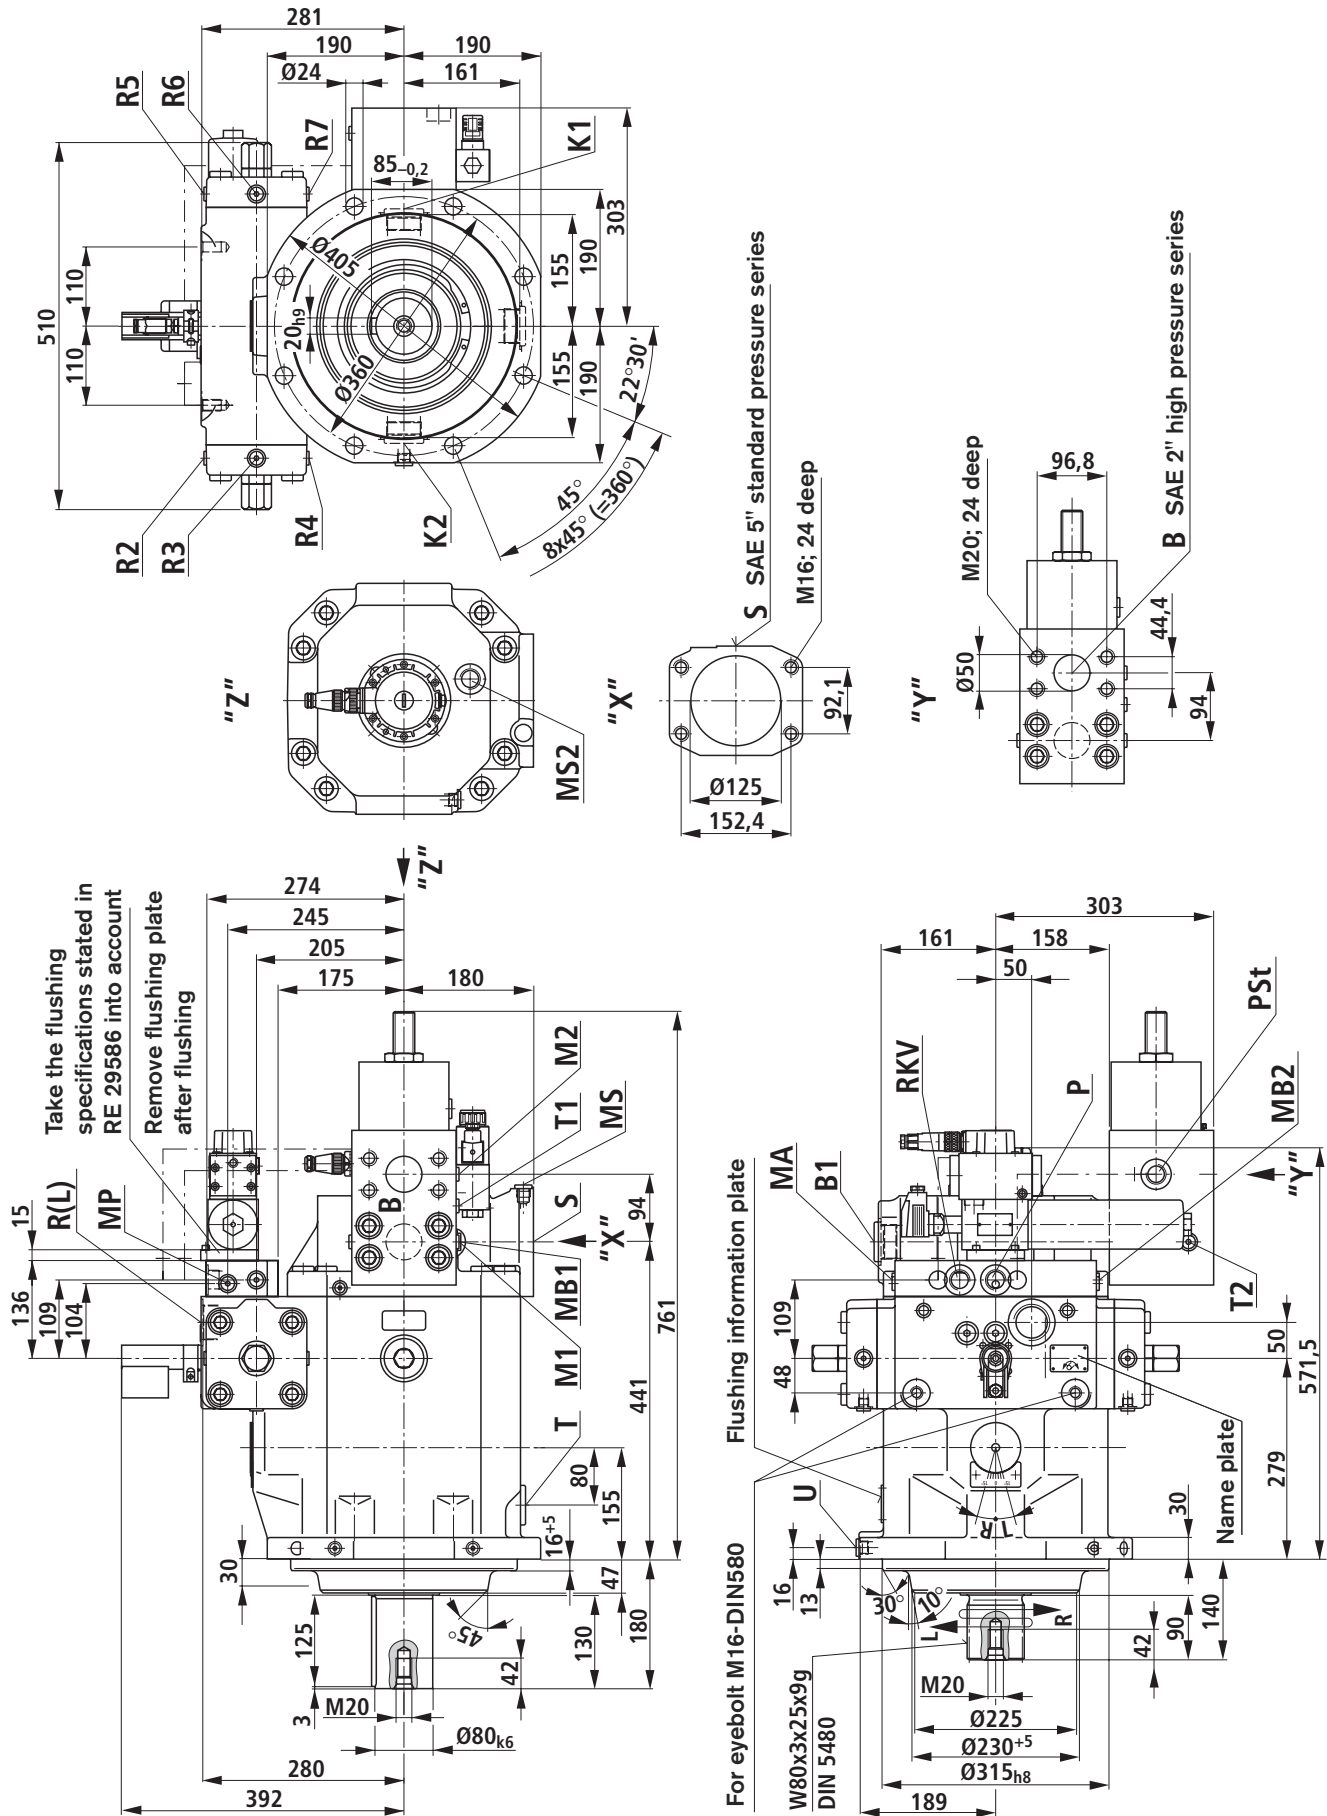 281
190
190
Ø24
161
R5
R6
R7
K1
510
110
110
85–0,2
Ø405
20h9
Ø360
303
155
190
155
190
22°30'
45°
8x45° (=360°)
R2
R3
R4
K2
"Z"
MS2
"X"
S SAE 5" standard pressure series
M16; 24 deep
92,1
Ø125
152,4
"Y"
M20; 24 deep
96,8
B SAE 2" high pressure series
Ø50
44,4
94
Take the flushing
specifications stated in
RE 29586 into account
Remove flushing plate
after flushing
"Z"
274
245
205
175
180
R(L)
MP
15
136
109
104
M2
T1
MS
B
S
94
"X"
MB1
M1
T
761
441
80
155
16+5
30
47
125
45°
130
180
42
3
M20
Ø80k6
280
392
303
161
158
50
PSt
RKV
P
MB2
MA
B1
Flushing information plate
"Y"
T2
109
48
50
571,5
279
U
T R
Name plate
30
For eyebolt M16-DIN580
16
13
30°
10°
L
R
90
140
42
W80x3x25x9g
DIN 5480
M20
Ø225
Ø230+5
Ø315h8
189